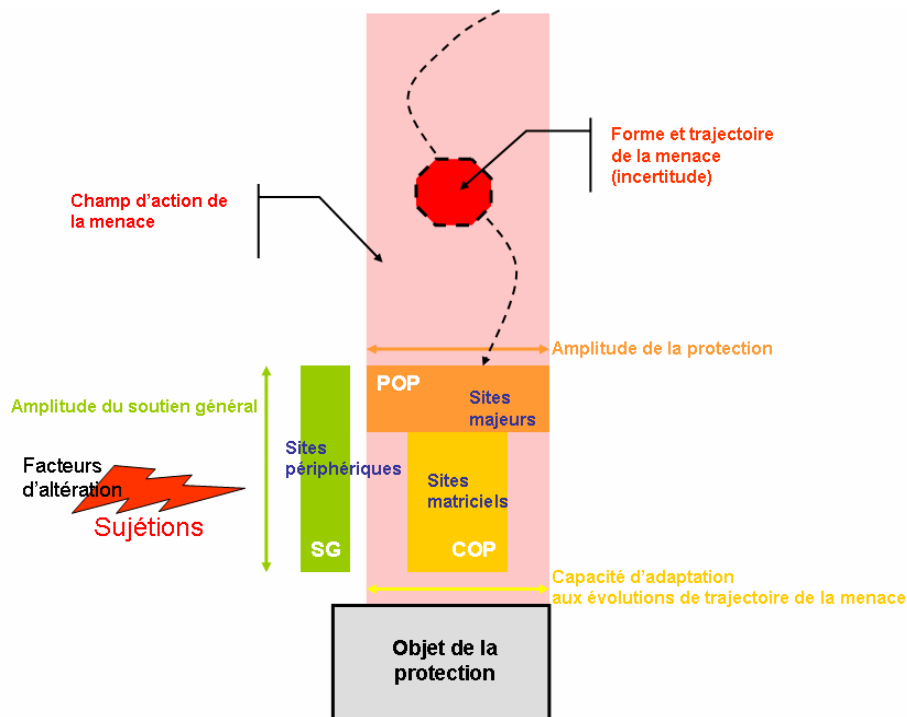 Forme et trajectoire
de la menace
(incertitude)
Champ d'action de
la menace
Amplitude de la protection
POP
Sites
majeurs
Amplitude du soutien général
Sites
périphériques
Sites
matriciels
Facteurs
d'altération
Sujétions
SG
COP
Capacité d'adaptation
aux évolutions de trajectoire de la menace
Objet de la
protection